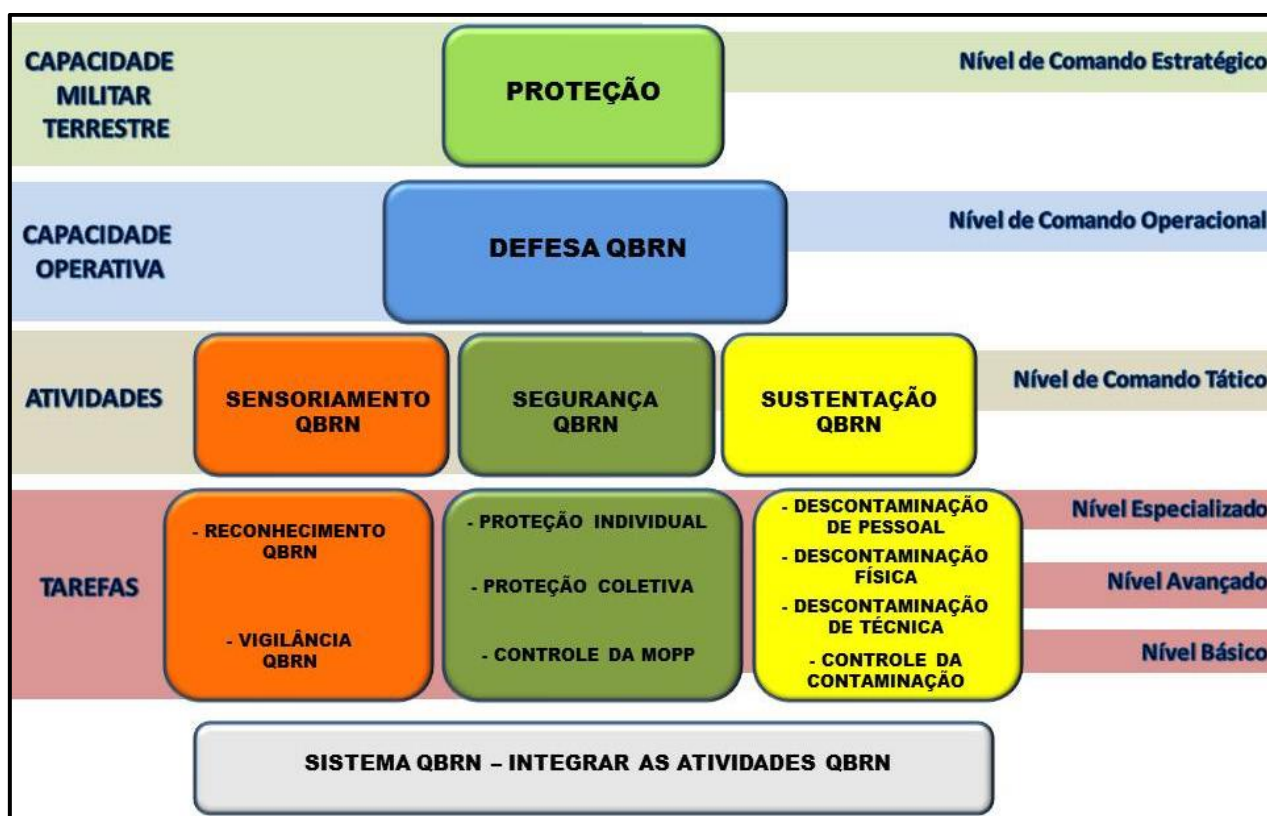 CAPACIDADE
MILITAR
TERRESTRE
PROTEÇÃO
Nível de Comando Estratégico
CAPACIDADE
OPERATIVA
DEFESA QBRN
Nível de Comando Operacional
ATIVIDADES
SENSORIAMENTO
QBRN
SEGURANÇA
QBRN
SUSTENTAÇÃO
QBRN
Nível de Comando Tático
TAREFAS
- RECONHECIMENTO
QBRN
- VIGILÂNCIA
QBRN
- PROTEÇÃO INDIVIDUAL
- PROTEÇÃO COLETIVA
- CONTROLE DA MOPP
- DESCONTAMINAÇÃO
DE PESSOAL
- DESCONTAMINAÇÃO
FÍSICA
- DESCONTAMINAÇÃO
DE TÉCNICA
- CONTROLE DA
CONTAMINAÇÃO
Nível Especializado
Nível Avançado
Nível Básico
SISTEMA QBRN – INTEGRAR AS ATIVIDADES QBRN